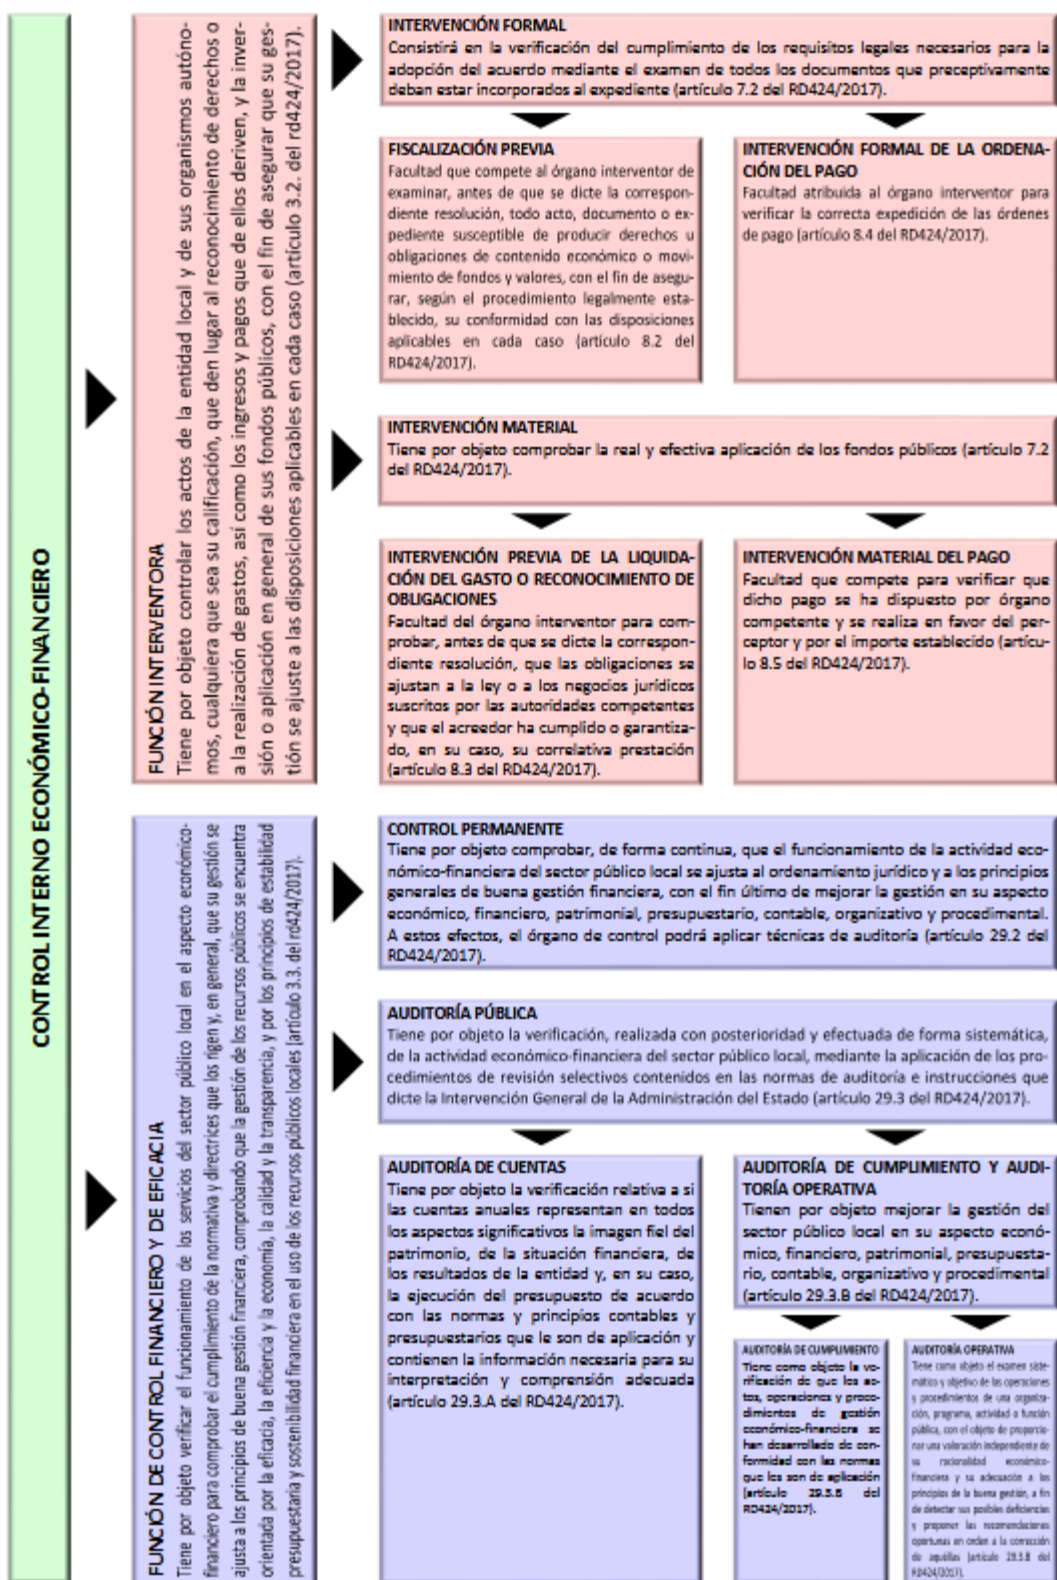 CONTROL INTERNO ECONÓMICO-FINANCIERO
FUNCIÓN INTERVENTORA
Tiene por objeto controlar los actos de la entidad local y de sus organismos autóno-
mos, cualquiera que sea su calificación, que den lugar al reconocimiento de derechos o
a la realización de gastos, así como los ingresos y pagos que de ellos deriven, y la inver-
sión o aplicación en general de sus fondos públicos, con el fin de asegurar que su ges-
tión se ajuste a las disposiciones aplicables en cada caso (artículo 3.2. del rd424/2017).
INTERVENCIÓN FORMAL
Consistirá en la verificación del cumplimiento de los requisitos legales necesarios para la
adopción del acuerdo mediante el examen de todos los documentos que preceptivamente
deban estar incorporados al expediente (artículo 7.2 del RD424/2017).
FISCALIZACIÓN PREVIA
Facultad que compete al órgano interventor de
examinar, antes de que se dicte la correspon-
diente resolución, todo acto, documento o ex-
pediente susceptible de producir derechos u
obligaciones de contenido económico o movi-
miento de fondos y valores, con el fin de asegu-
rar, según el procedimiento legalmente esta-
blecido, su conformidad con las disposiciones
aplicables en cada caso (artículo 8.2 del
RD424/2017).
INTERVENCIÓN FORMAL DE LA ORDENA-
CIÓN DEL PAGO
Facultad atribuida al órgano interventor para
verificar la correcta expedición de las órdenes
de pago (artículo 8.4 del RD424/2017).
INTERVENCIÓN MATERIAL
Tiene por objeto comprobar la real y efectiva aplicación de los fondos públicos (artículo 7.2
del RD424/2017).
INTERVENCIÓN PREVIA DE LA LIQUIDA-
CIÓN DEL GASTO O RECONOCIMIENTO DE
OBLIGACIONES
Facultad del órgano interventor para com-
probar, antes de que se dicte la correspon-
diente resolución, que las obligaciones se
ajustan a la ley o a los negocios jurídicos
suscritos por las autoridades competentes
y que el acreedor ha cumplido o garantiza-
do, en su caso, su correlativa prestación
(artículo 8.3 del RD424/2017).
INTERVENCIÓN MATERIAL DEL PAGO
Facultad que compete para verificar que
dicho pago se ha dispuesto por órgano
competente y se realiza en favor del per-
ceptor y por el importe establecido (artícu-
lo 8.5 del RD424/2017).
FUNCIÓN DE CONTROL FINANCIERO Y DE EFICACIA
Tiene por objeto verificar el funcionamiento de los servicios del sector público local en el aspecto económico-
financiero para comprobar el cumplimiento de la normativa y directrices que los rigen y, en general, que su gestión se
ajusta a los principios de buena gestión financiera, comprobando que la gestión de los recursos públicos se encuentra
orientada por la eficacia, la eficiencia y la economía, la calidad y la transparencia, y por los principios de estabilidad
presupuestaria y sostenibilidad financiera en el uso de los recursos públicos locales (artículo 3.3. del rd424/2017).
CONTROL PERMANENTE
Tiene por objeto comprobar, de forma continua, que el funcionamiento de la actividad eco-
nómico-financiera del sector público local se ajusta al ordenamiento jurídico y a los principios
generales de buena gestión financiera, con el fin último de mejorar la gestión en su aspecto
económico, financiero, patrimonial, presupuestario, contable, organizativo y procedimental.
A estos efectos, el órgano de control podrá aplicar técnicas de auditoría (artículo 29.2 del
RD424/2017).
AUDITORÍA PÚBLICA
Tiene por objeto la verificación, realizada con posterioridad y efectuada de forma sistemática,
de la actividad económico-financiera del sector público local, mediante la aplicación de los pro-
cedimientos de revisión selectivos contenidos en las normas de auditoría e instrucciones que
dicte la Intervención General de la Administración del Estado (artículo 29.3 del RD424/2017).
AUDITORÍA DE CUENTAS
Tiene por objeto la verificación relativa a si
las cuentas anuales representan en todos
los aspectos significativos la imagen fiel del
patrimonio, de la situación financiera, de
los resultados de la entidad y, en su caso,
la ejecución del presupuesto de acuerdo
con las normas y principios contables y
presupuestarios que le son de aplicación y
contienen la información necesaria para su
interpretación y comprensión adecuada
(artículo 29.3.A del RD424/2017).
AUDITORÍA DE CUMPLIMIENTO Y AUDI-
TORÍA OPERATIVA
Tienen por objeto mejorar la gestión del
sector público local en su aspecto econó-
mico, financiero, patrimonial, presupuesta-
rio, contable, organizativo y procedimental
(artículo 29.3.B del RD424/2017).
AUDITORÍA DE CUMPLIMIENTO
Tiene como objeto la ve-
rificación de que los ac-
tos, operaciones y proce-
dimientos de gestión
económico-financiera se
han desarrollado de con-
formidad con las normas
que les son de aplicación
(artículo 29.3.B del
RD424/2017).
AUDITORÍA OPERATIVA
Tiene como objeto el examen siste-
mático y objetivo de las operaciones
y procedimientos de una organiza-
ción, programa, actividad o función
pública, con el objeto de proporcio-
nar una valoración independiente de
su racionalidad económico-
financiera y su adecuación a los
principios de la buena gestión, a fin
de detectar sus posibles deficiencias
y proponer las recomendaciones
oportunas en orden a la corrección
de aquéllas (artículo 29.3.B del
RD424/2017).